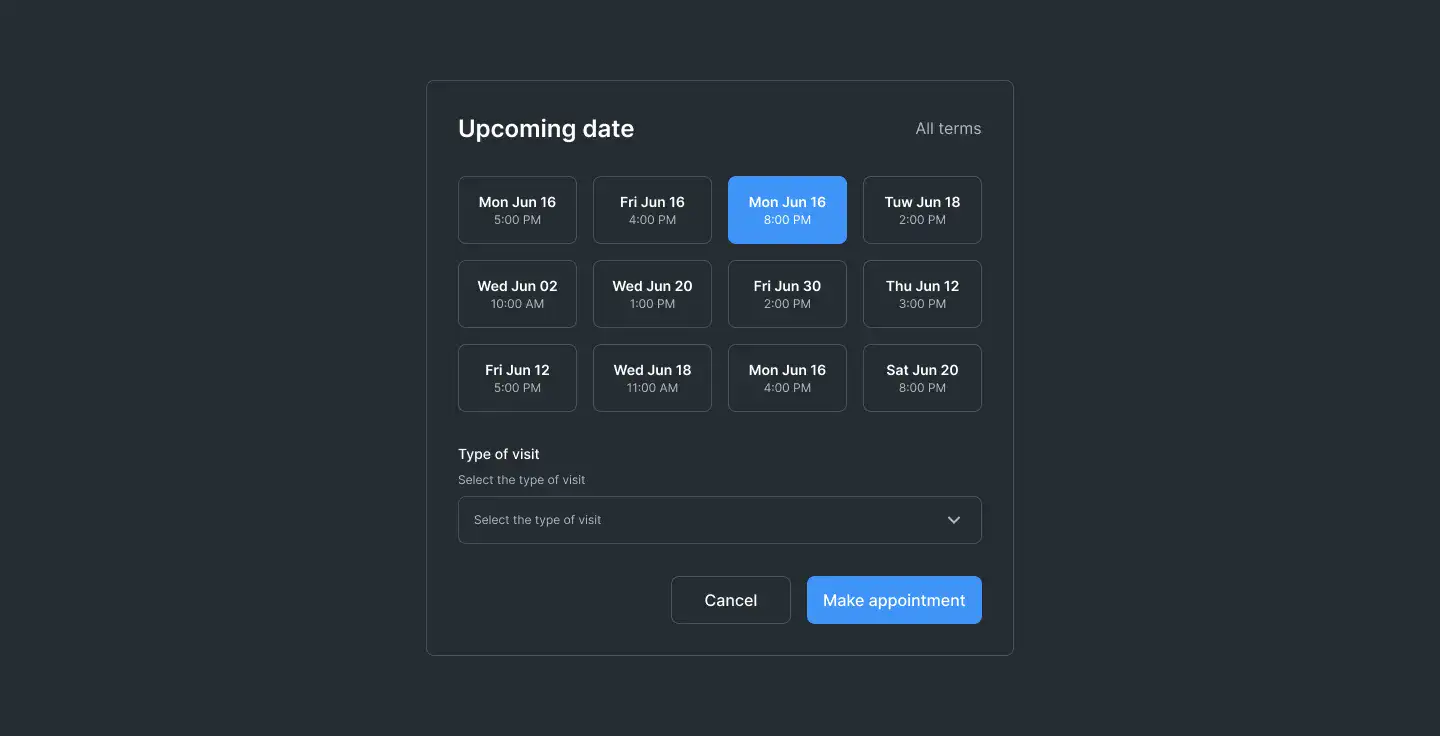 Upcoming date
All terms
Mon Jun 16
5:00 PM
Fri Jun 16
4:00 PM
Mon Jun 16
8:00 PM
Tuw Jun 18
2:00 PM
Wed Jun 02
10:00 AM
Wed Jun 20
1:00 PM
Fri Jun 30
2:00 PM
Thu Jun 12
3:00 PM
Fri Jun 12
5:00 PM
Wed Jun 18
11:00 AM
Mon Jun 16
4:00 PM
Sat Jun 20
8:00 PM
Type of visit
Select the type of visit
Select the type of visit
Cancel
Make appointment